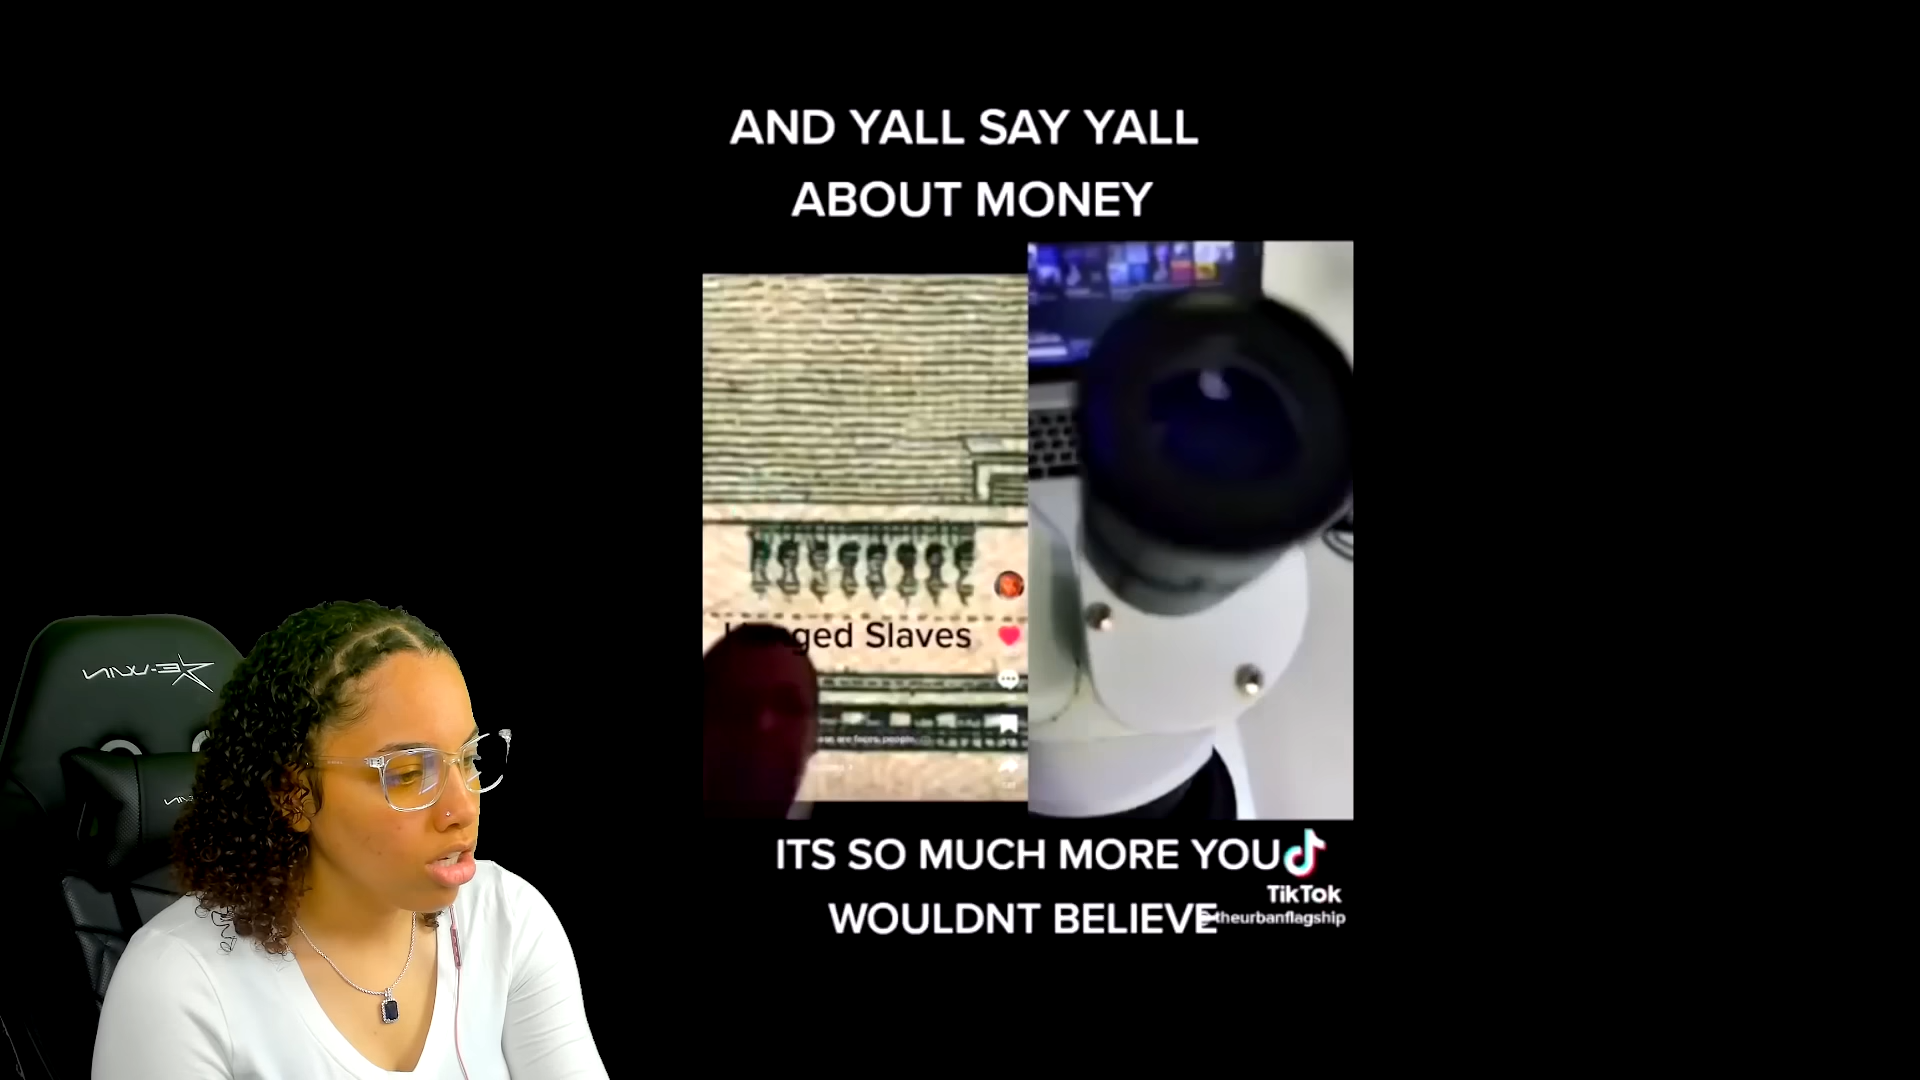 AND YALL SAY YALL
ABOUT MONEY
ged Slaves
ITS SO MUCH MORE YOU
WOULDNT BELIEVE
TikTok
theurbanflagship